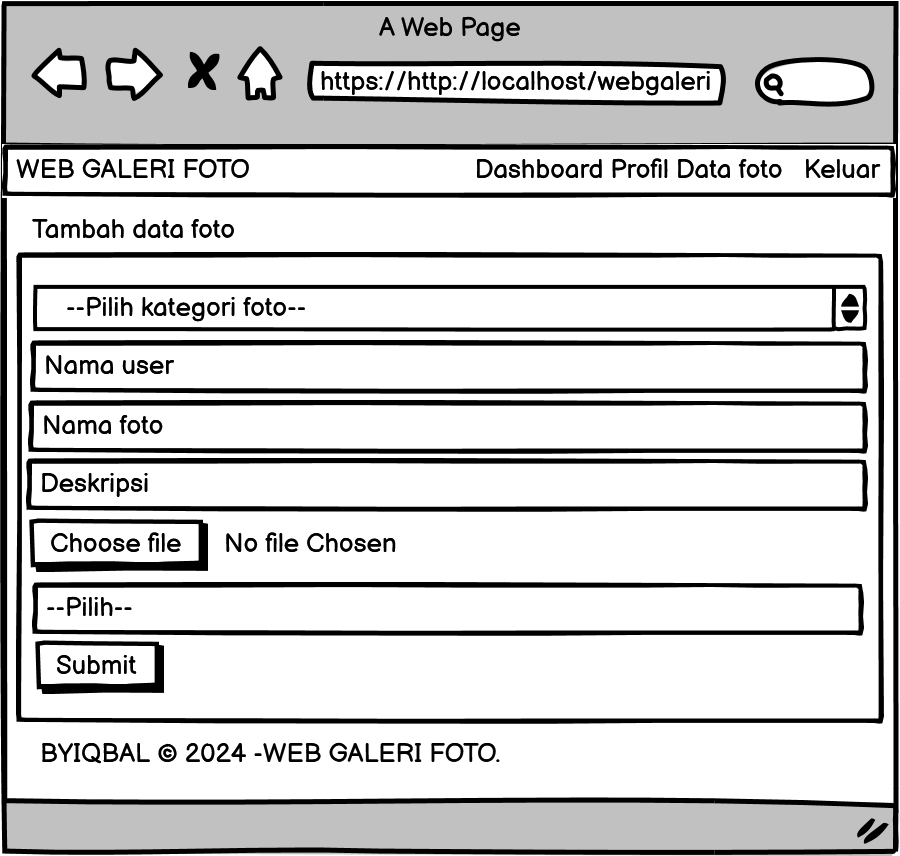 A Web Page
https://http://localhost/webgaleri
WEB GALERI FOTO Dashboard Profil Data foto Keluar
Tambah data foto
--Pilih kategori foto--
Nama user
Nama foto
Deskripsi
Choose file No file Chosen
--Pilih--
Submit
BYIQBAL © 2024 -WEB GALERI FOTO.